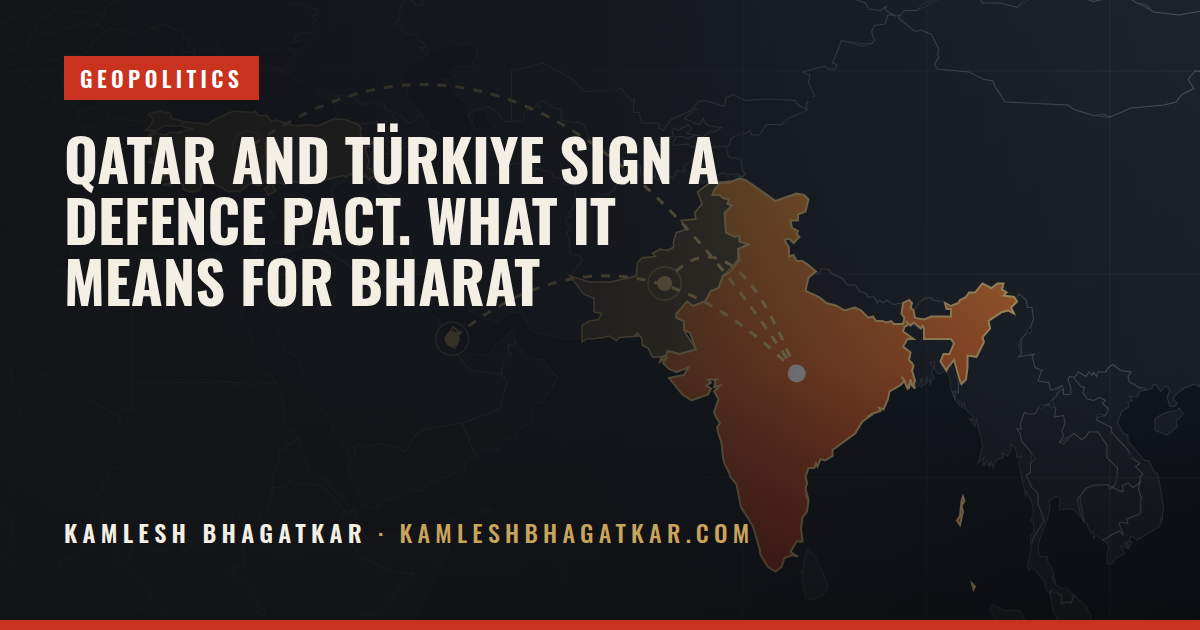 GEOPOLITICS
QATAR AND TÜRKIYE SIGN A
DEFENCE PACT. WHAT IT
MEANS FOR BHARAT
KAMLESH BHAGATKAR · KAMLESHBHAGATKAR.COM